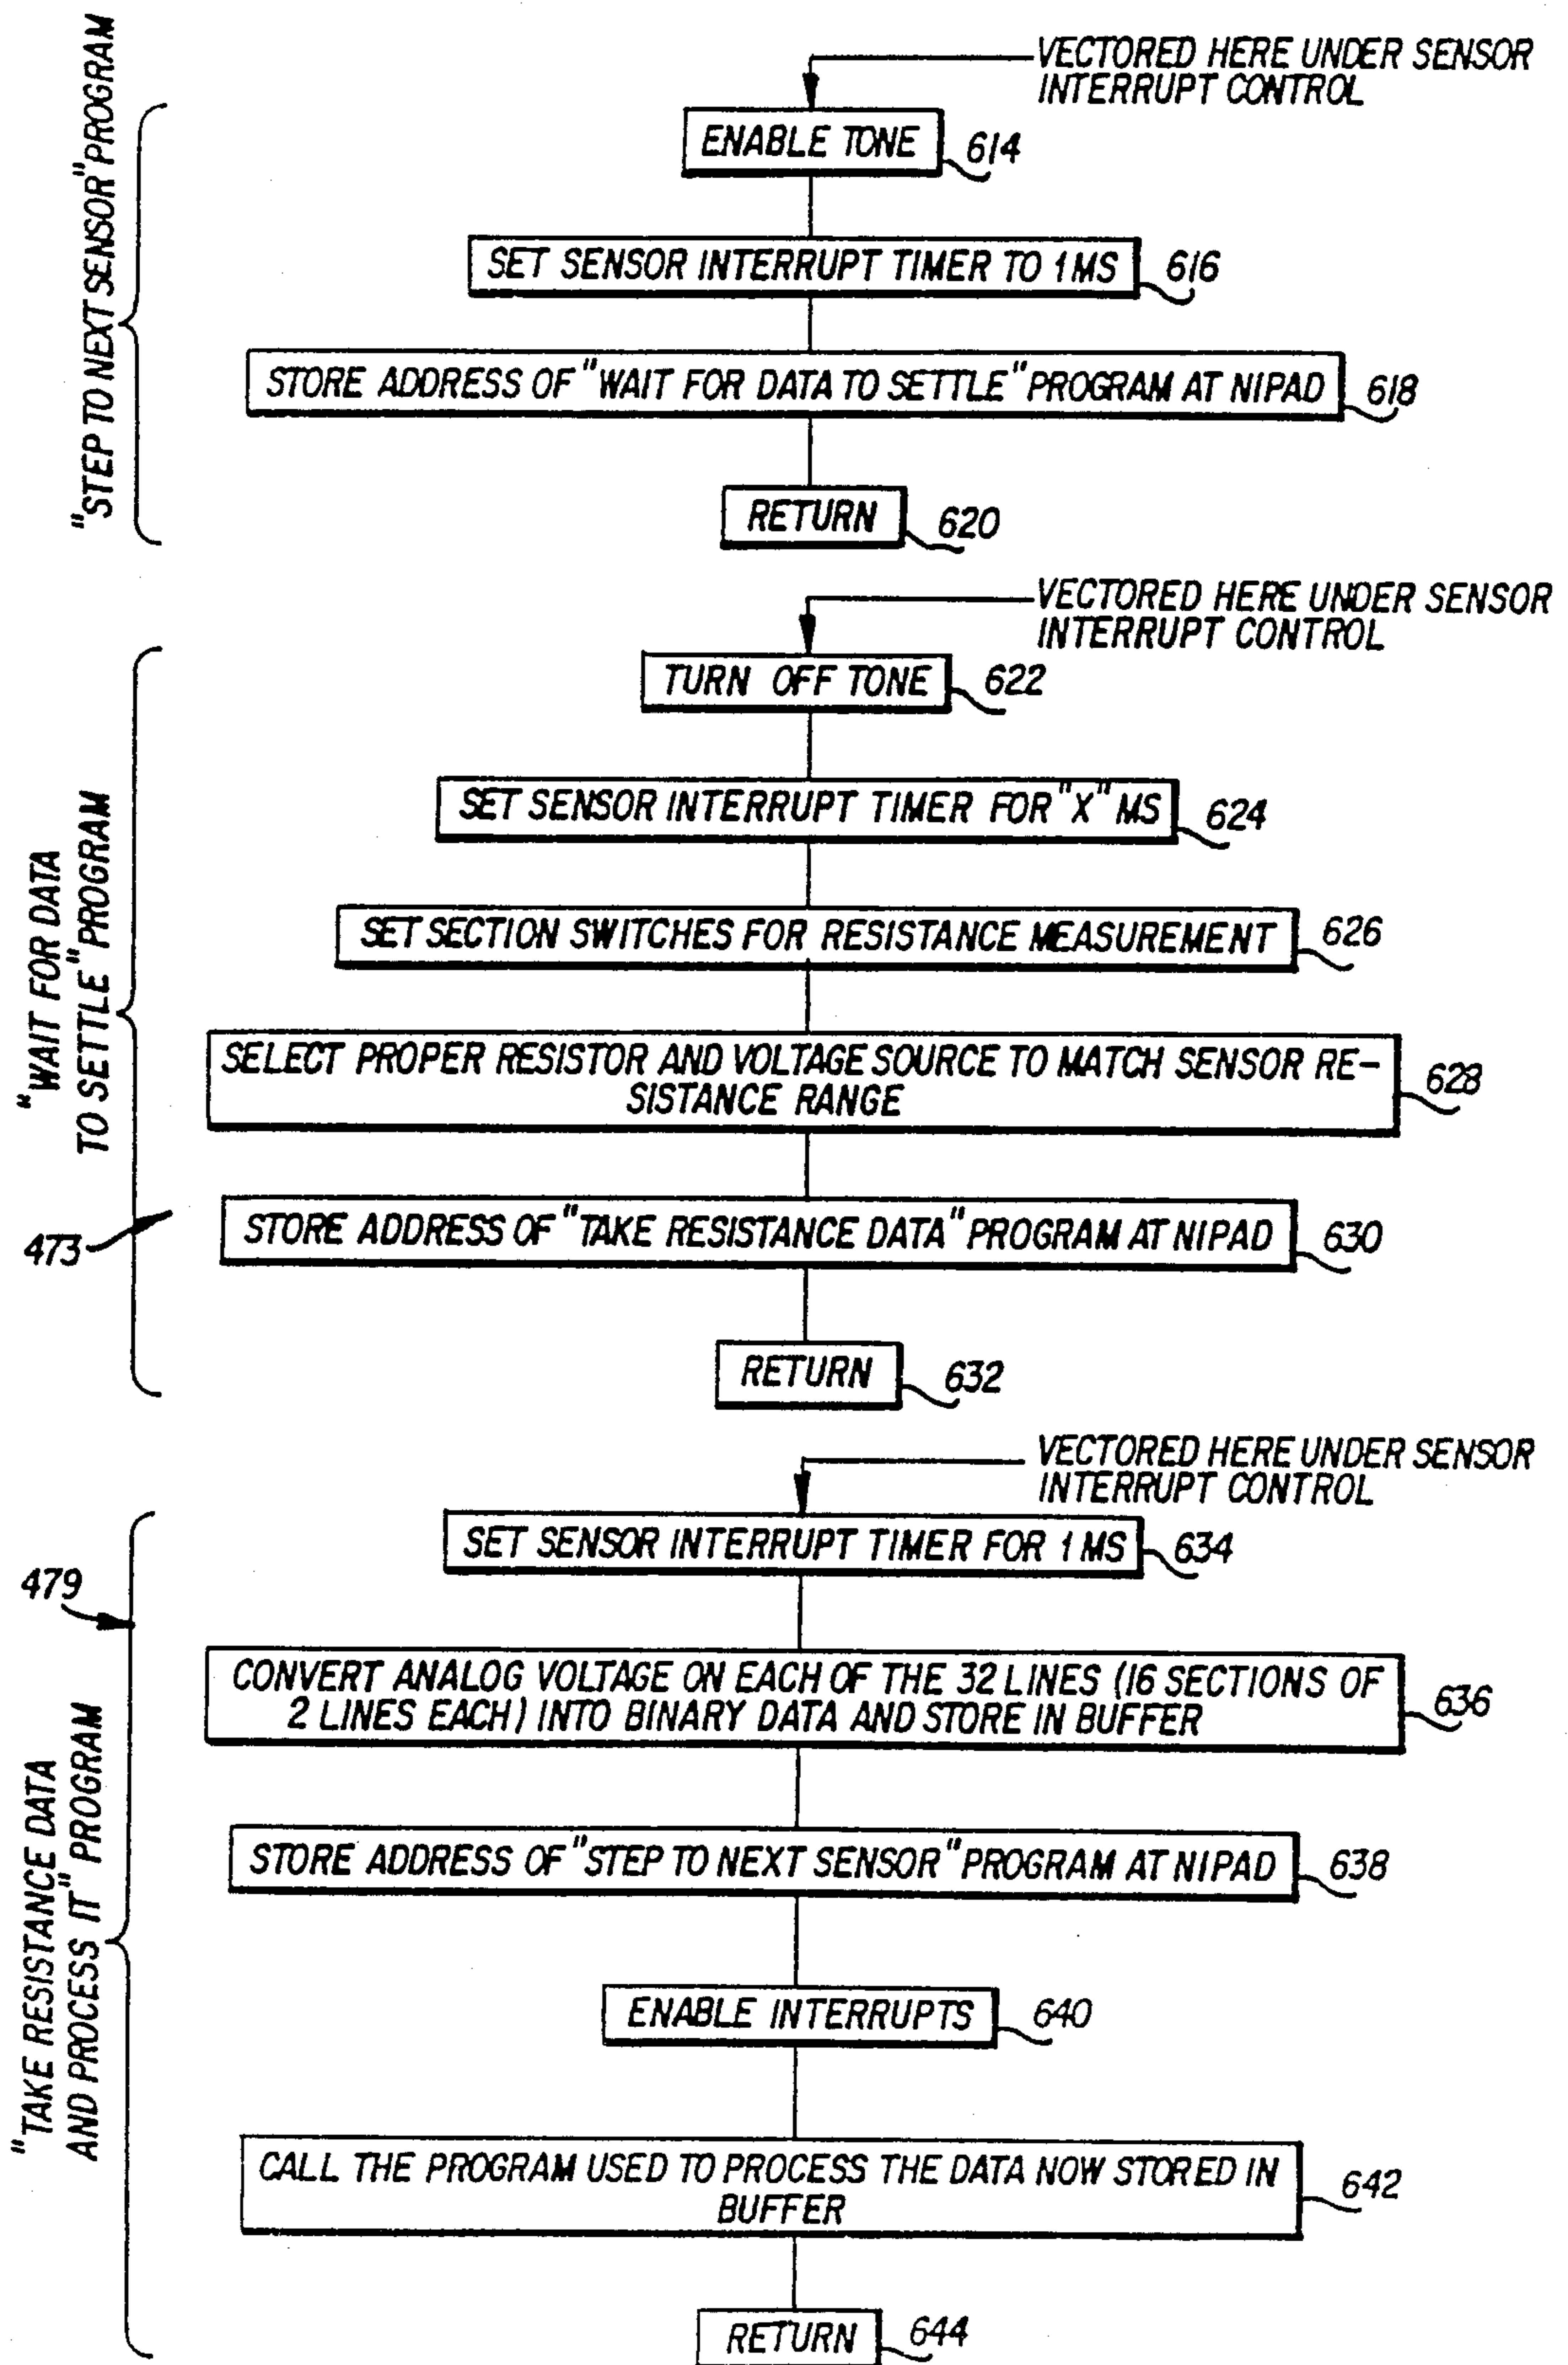 "STEP TO NEXT SENSOR" PROGRAM
VECTORED HERE UNDER SENSOR
INTERRUPT CONTROL
ENABLE TONE
614
SET SENSOR INTERRUPT TIMER TO 1 MS
616
STORE ADDRESS OF "WAIT FOR DATA TO SETTLE" PROGRAM AT NIPAD
618
RETURN
620
"WAIT FOR DATA
TO SETTLE" PROGRAM
473
VECTORED HERE UNDER SENSOR
INTERRUPT CONTROL
TURN OFF TONE
622
SET SENSOR INTERRUPT TIMER FOR "X" MS
624
SET SECTION SWITCHES FOR RESISTANCE MEASUREMENT
626
SELECT PROPER RESISTOR AND VOLTAGE SOURCE TO MATCH SENSOR RE-
SISTANCE RANGE
628
STORE ADDRESS OF "TAKE RESISTANCE DATA" PROGRAM AT NIPAD
630
RETURN
632
479
"TAKE RESISTANCE DATA
AND PROCESS IT" PROGRAM
VECTORED HERE UNDER SENSOR
INTERRUPT CONTROL
SET SENSOR INTERRUPT TIMER FOR 1 MS
634
CONVERT ANALOG VOLTAGE ON EACH OF THE 32 LINES (16 SECTIONS OF
2 LINES EACH) INTO BINARY DATA AND STORE IN BUFFER
636
STORE ADDRESS OF "STEP TO NEXT SENSOR" PROGRAM AT NIPAD
638
ENABLE INTERRUPTS
640
CALL THE PROGRAM USED TO PROCESS THE DATA NOW STORED IN
BUFFER
642
RETURN
644